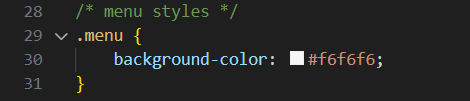 28 /* menu styles */
29 .menu {
30     background-color: #f6f6f6;
31 }